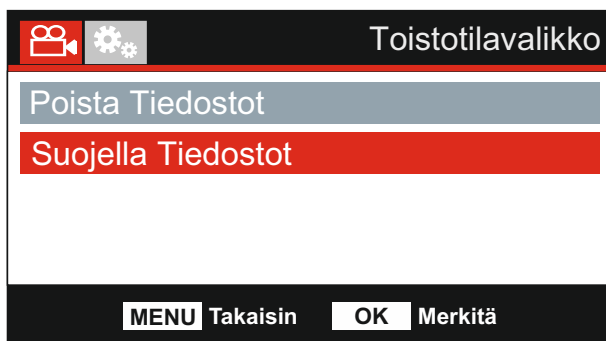 Toistotilavalikko
Poista Tiedostot
Suojella Tiedostot
MENU Takaisin OK Merkitä